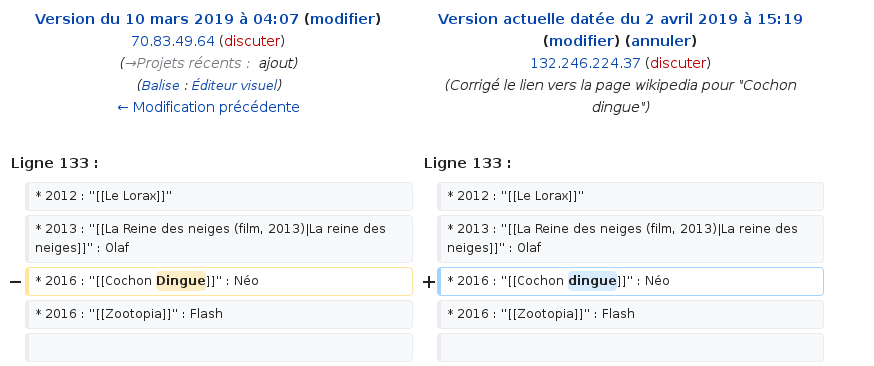 Version du 10 mars 2019 à 04:07 (modifier)
70.83.49.64 (discuter)
(→Projets récents : ajout)
(Balise : Éditeur visuel)
← Modification précédente
Version actuelle datée du 2 avril 2019 à 15:19
(modifier) (annuler)
132.246.224.37 (discuter)
(Corrigé le lien vers la page wikipedia pour "Cochon
dingue")
Ligne 133 :
* 2012 : "[[Le Lorax]]"
* 2013 : "[[La Reine des neiges (film, 2013)|La reine des
neiges]]" : Olaf
− * 2016 : "[[Cochon Dingue]]" : Néo
* 2016 : "[[Zootopia]]" : Flash
Ligne 133 :
* 2012 : "[[Le Lorax]]"
* 2013 : "[[La Reine des neiges (film, 2013)|La reine des
neiges]]" : Olaf
+ * 2016 : "[[Cochon dingue]]" : Néo
* 2016 : "[[Zootopia]]" : Flash